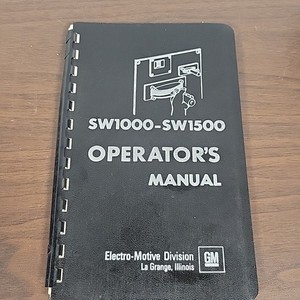 SW1000-SW1500
OPERATOR'S
MANUAL
Electro-Motive Division
La Grange, Illinois
GM